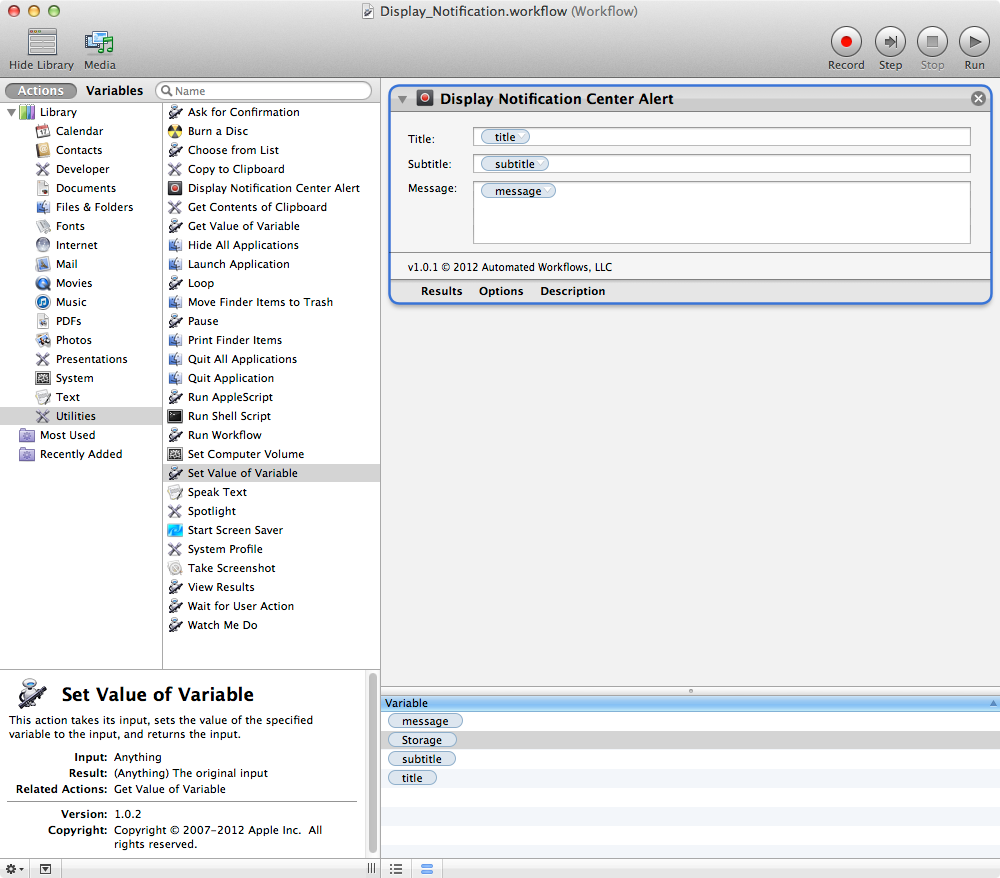 Display_Notification.workflow (Workflow)
Hide Library
Media
Record
Step
Stop
Run
Actions
Variables
Name
Library
Calendar
Contacts
Developer
Documents
Files & Folders
Fonts
Internet
Mail
Movies
Music
PDFs
Photos
Presentations
System
Text
Utilities
Most Used
Recently Added
Ask for Confirmation
Burn a Disc
Choose from List
Copy to Clipboard
Display Notification Center Alert
Get Contents of Clipboard
Get Value of Variable
Hide All Applications
Launch Application
Loop
Move Finder Items to Trash
Pause
Print Finder Items
Quit All Applications
Quit Application
Run AppleScript
Run Shell Script
Run Workflow
Set Computer Volume
Set Value of Variable
Speak Text
Spotlight
Start Screen Saver
System Profile
Take Screenshot
View Results
Wait for User Action
Watch Me Do
Display Notification Center Alert
Title: title
Subtitle: subtitle
Message: message
v1.0.1 © 2012 Automated Workflows, LLC
Results Options Description
Set Value of Variable
This action takes its input, sets the value of the specified
variable to the input, and returns the input.
Input: Anything
Result: (Anything) The original input
Related Actions: Get Value of Variable
Version: 1.0.2
Copyright: Copyright © 2007-2012 Apple Inc. All
rights reserved.
Variable
message
Storage
subtitle
title